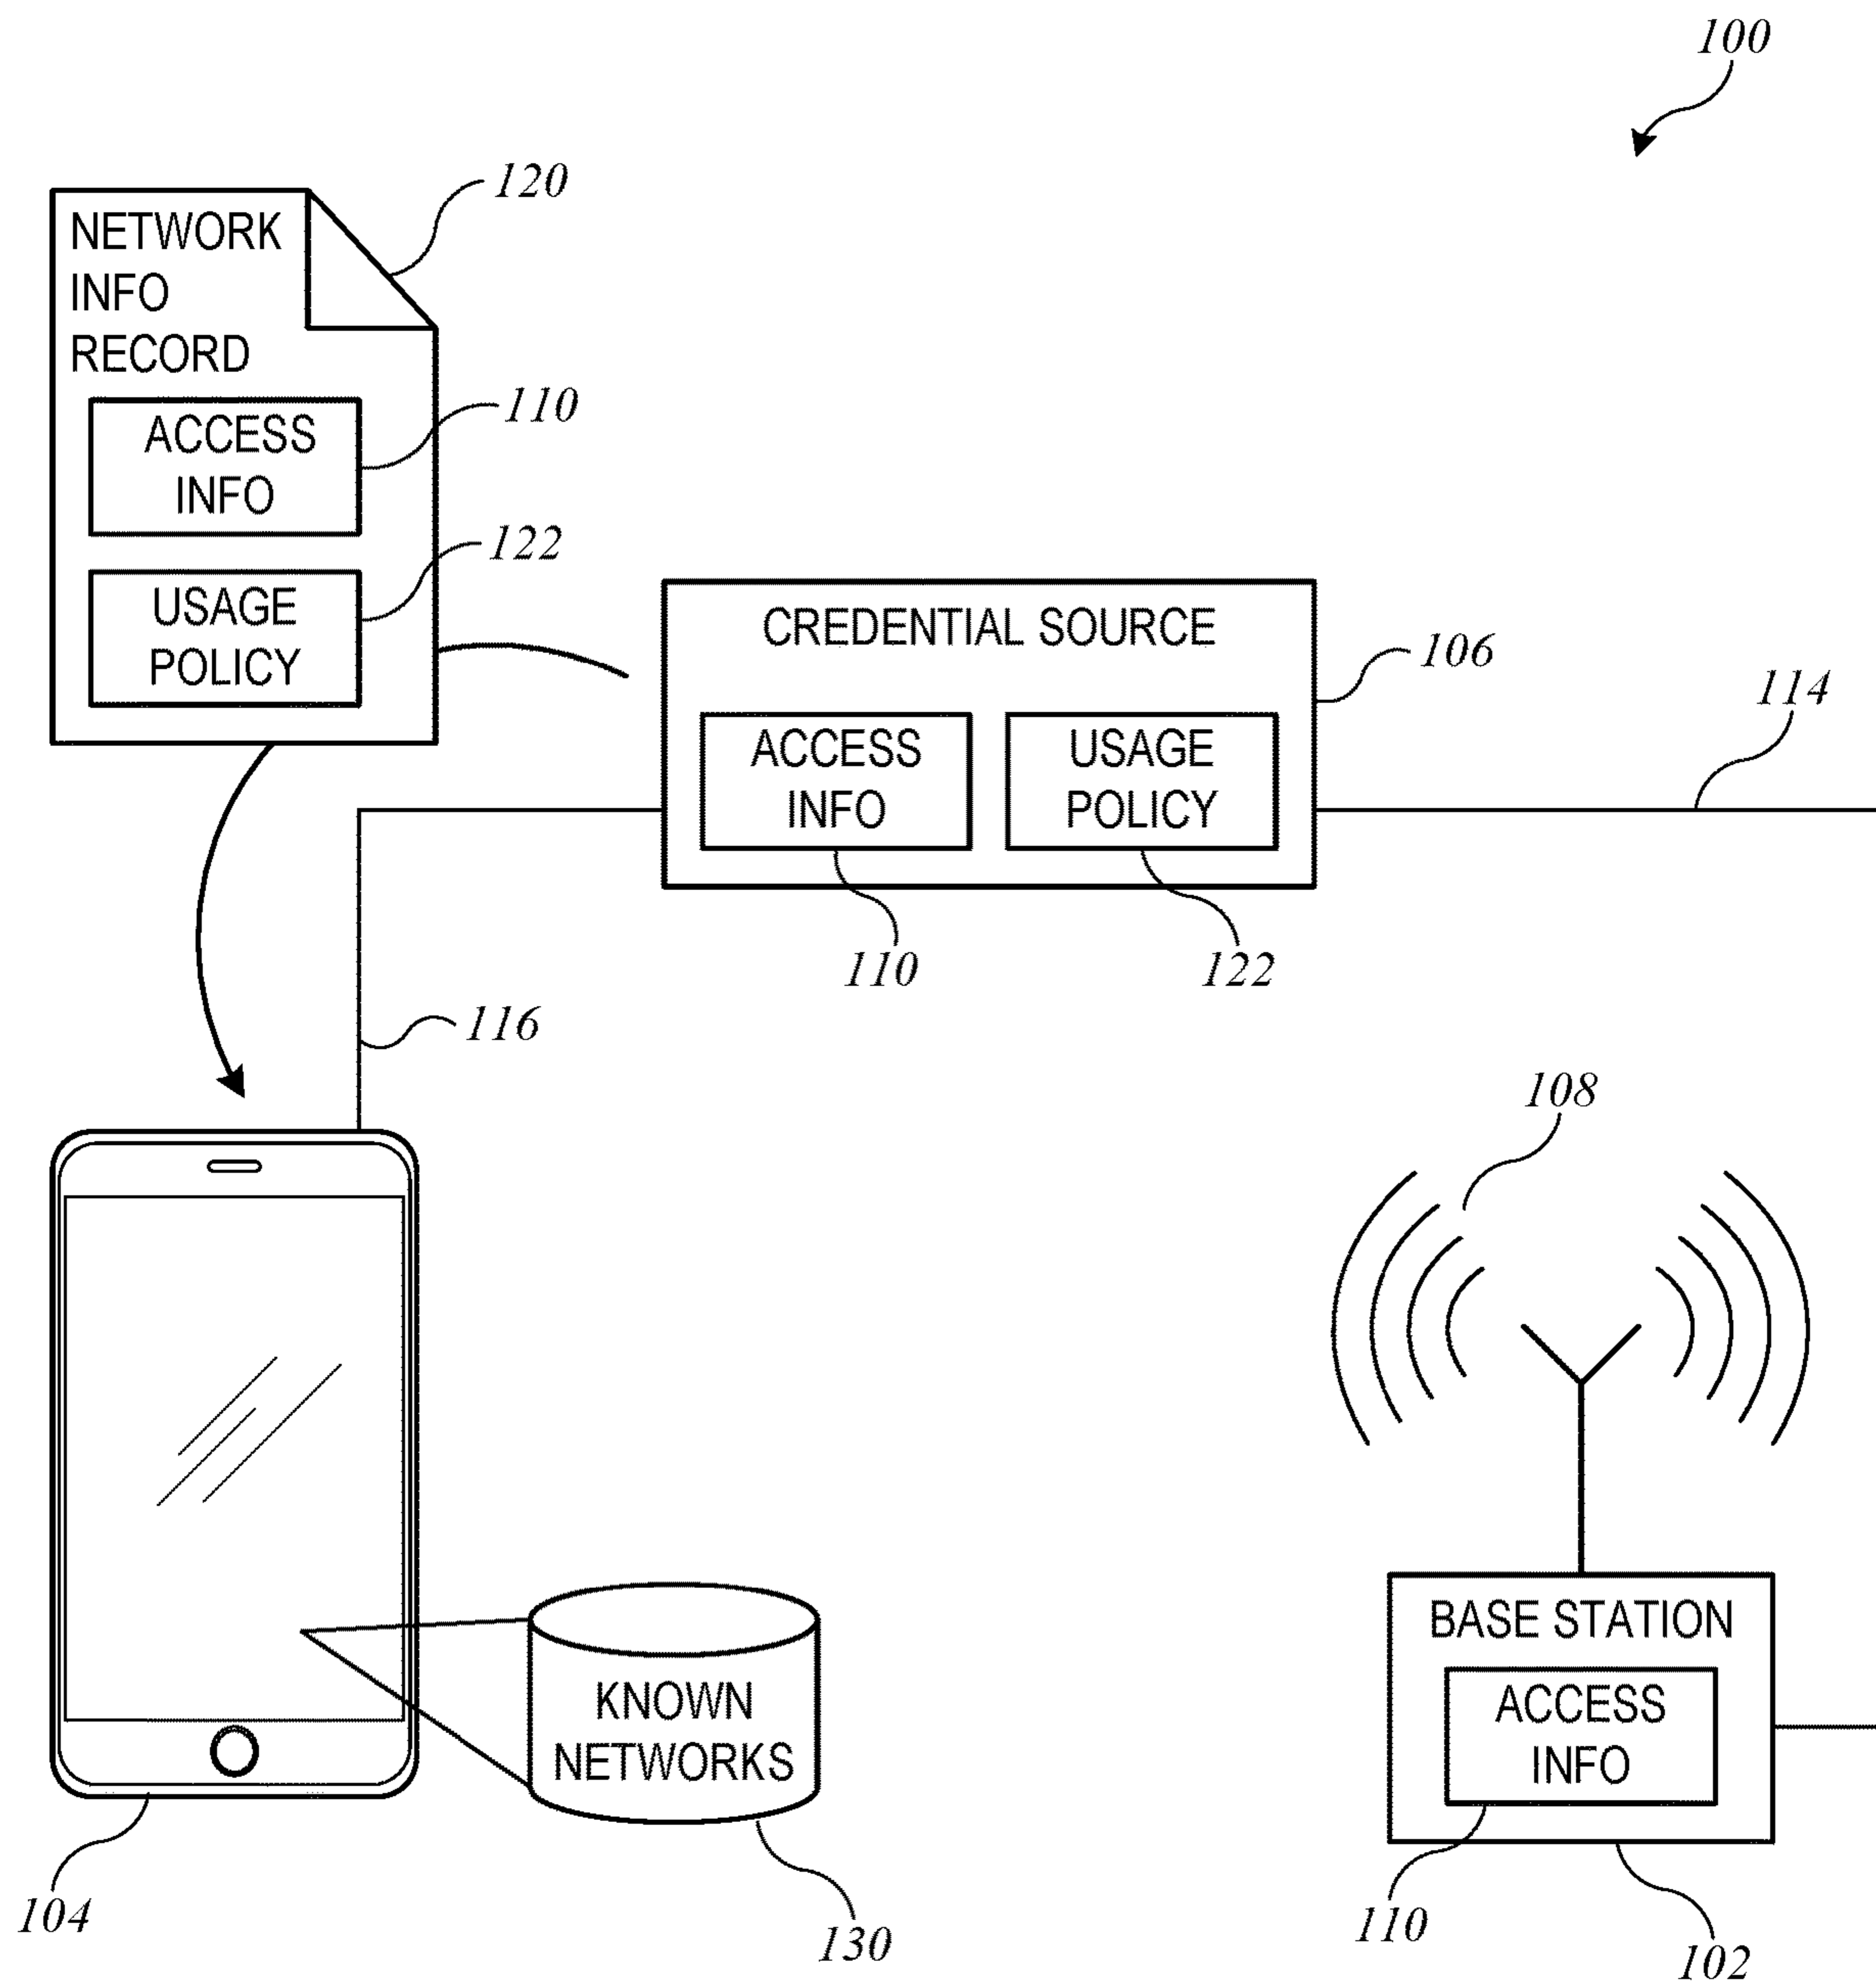 100
120
NETWORK
INFO
RECORD
110
ACCESS
INFO
122
USAGE
POLICY
CREDENTIAL SOURCE
106
114
ACCESS
INFO
USAGE
POLICY
110
122
116
108
BASE STATION
ACCESS
INFO
KNOWN
NETWORKS
104
130
110
102